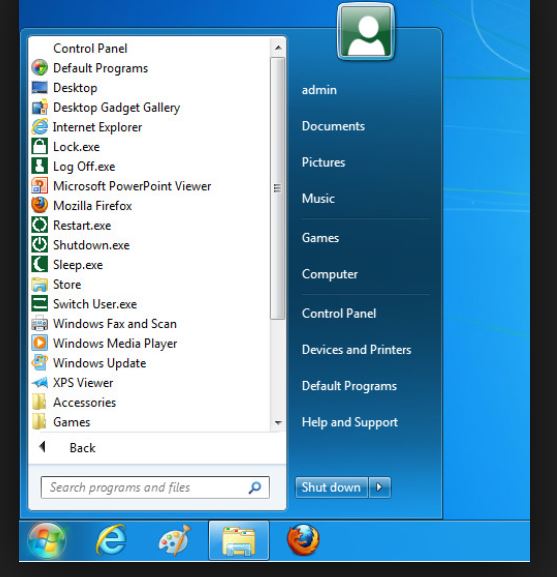 Control Panel
Default Programs
Desktop
Desktop Gadget Gallery
Internet Explorer
Lock.exe
Log Off.exe
Microsoft PowerPoint Viewer
Mozilla Firefox
Restart.exe
Shutdown.exe
Sleep.exe
Store
Switch User.exe
Windows Fax and Scan
Windows Media Player
Windows Update
XPS Viewer
Accessories
Games
Back
Search programs and files
admin
Documents
Pictures
Music
Games
Computer
Control Panel
Devices and Printers
Default Programs
Help and Support
Shut down